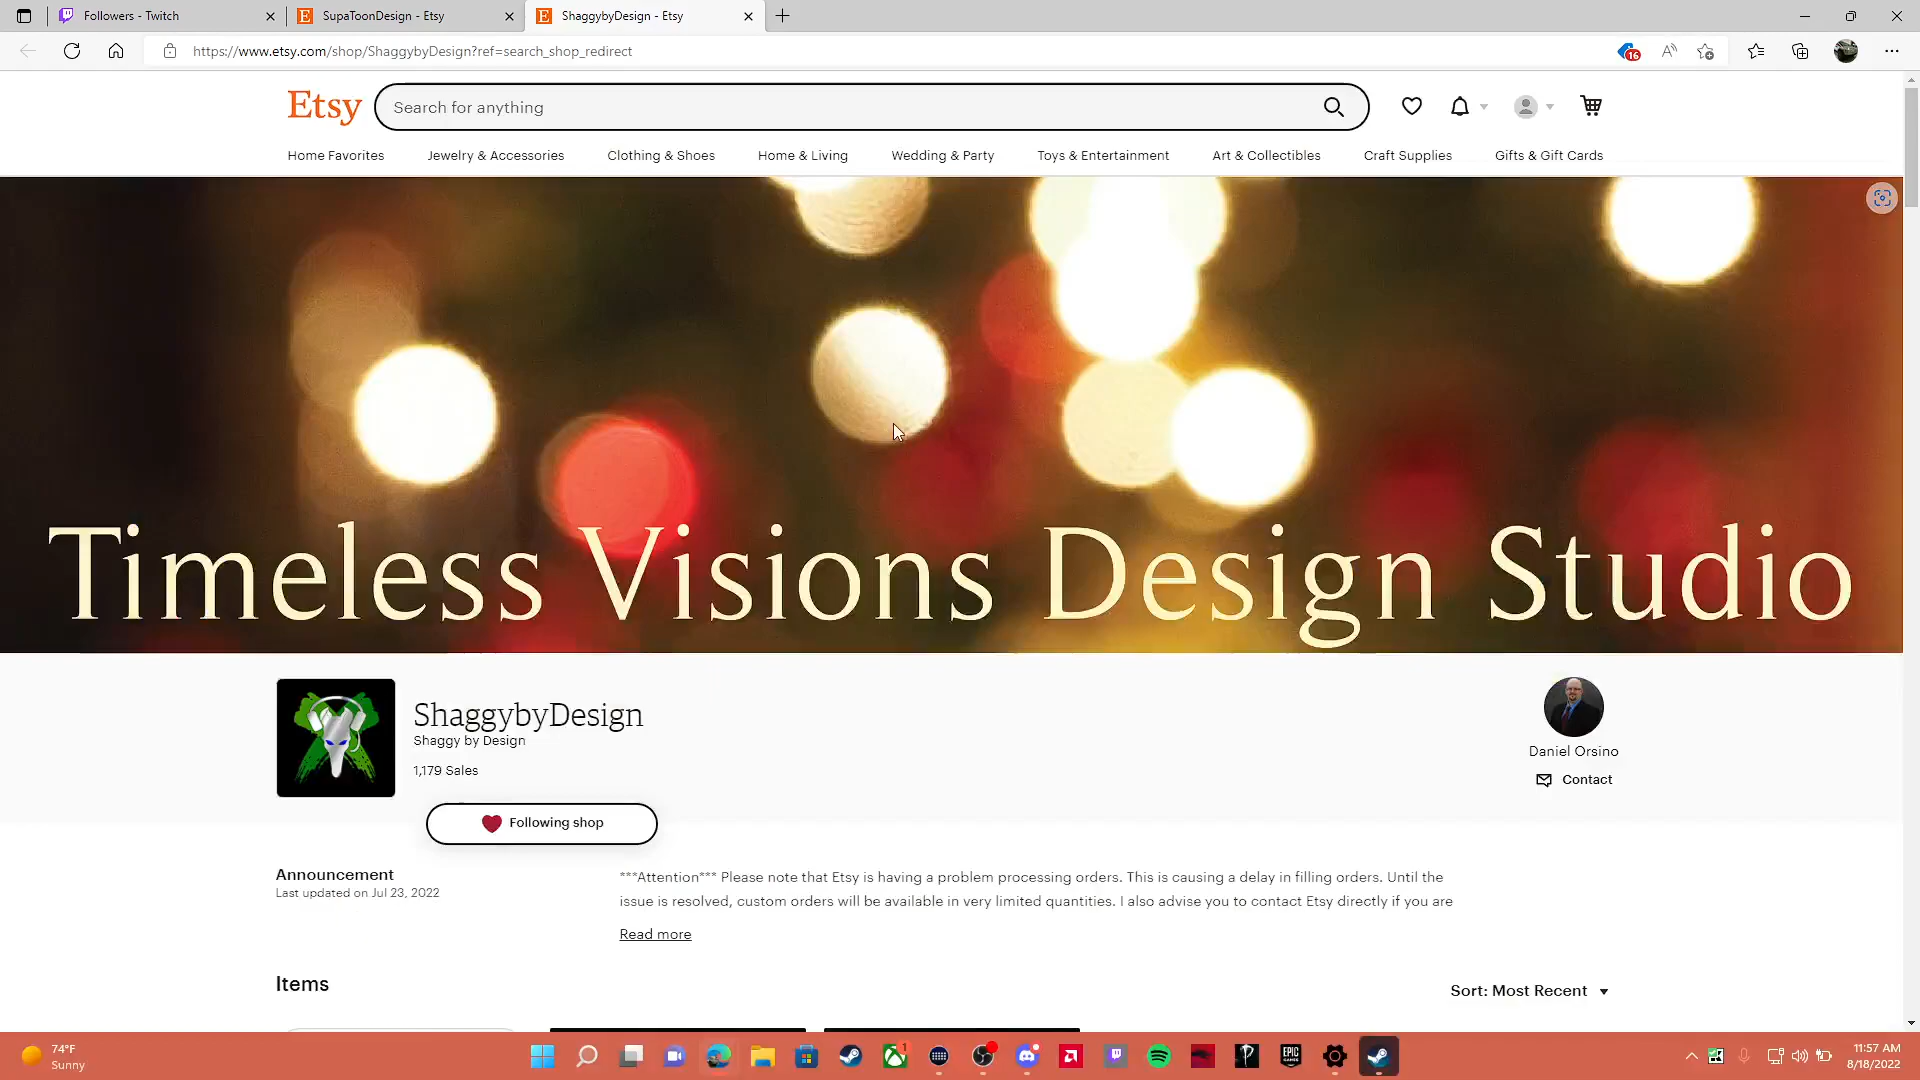 Followers - Twitch
SupaToonDesign - Etsy
ShaggybyDesign - Etsy
https://www.etsy.com/shop/ShaggybyDesign?ref=search_shop_redirect
16
Etsy
Search for anything
Home Favorites
Jewelry & Accessories
Clothing & Shoes
Home & Living
Wedding & Party
Toys & Entertainment
Art & Collectibles
Craft Supplies
Gifts & Gift Cards
Timeless Visions Design Studio
ShaggybyDesign
Shaggy by Design
1,179 Sales
Following shop
Daniel Orsino
Contact
Announcement
Last updated on Jul 23, 2022
***Attention*** Please note that Etsy is having a problem processing orders. This is causing a delay in filling orders. Until the
issue is resolved, custom orders will be available in very limited quantities. I also advise you to contact Etsy directly if you are
Read more
Items
Sort: Most Recent
74°F
Sunny
1
EPIC
GAMES
11:57 AM
8/18/2022